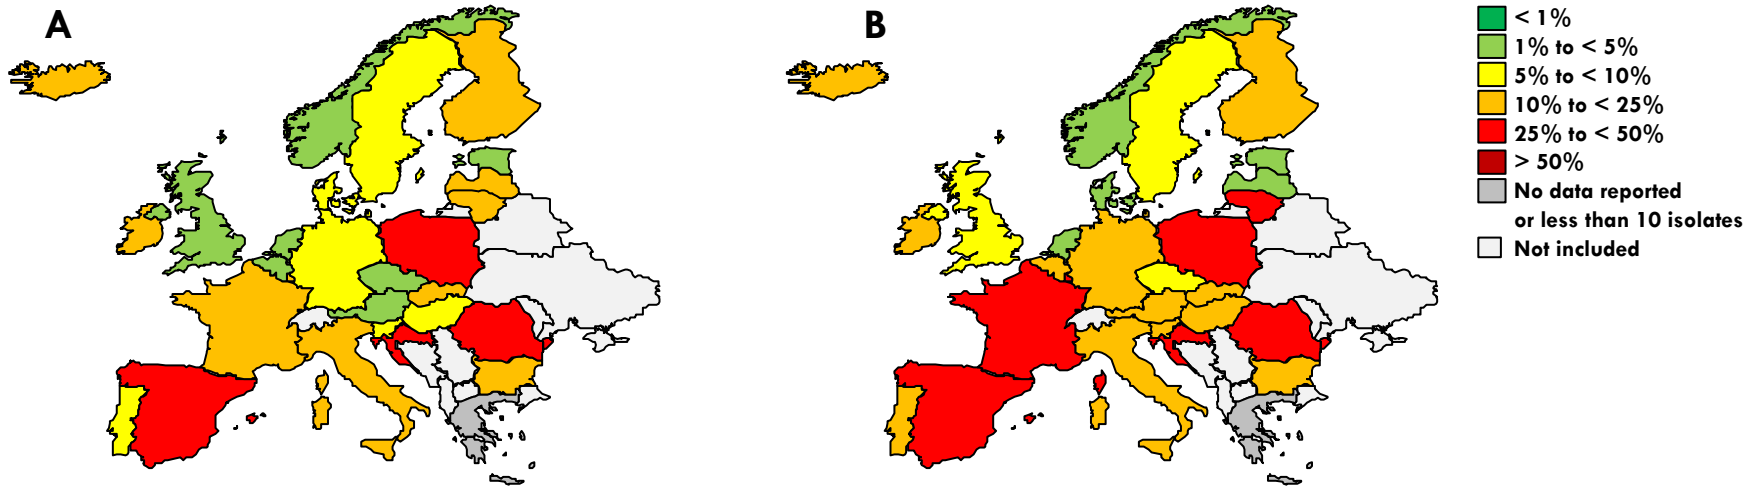 A
B
< 1%
1% to < 5%
5% to < 10%
10% to < 25%
25% to < 50%
> 50%
No data reported
or less than 10 isolates
Not included